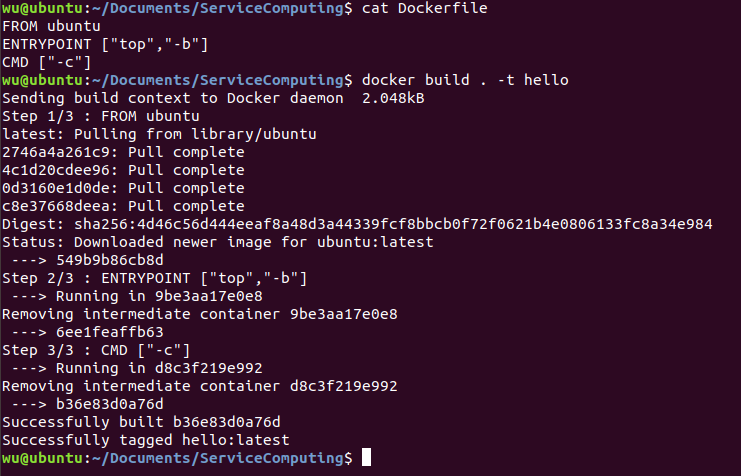 wu@ubuntu:~/Documents/ServiceComputing$ cat Dockerfile
FROM ubuntu
ENTRYPOINT ["top","-b"]
CMD ["-c"]
wu@ubuntu:~/Documents/ServiceComputing$ docker build . -t hello
Sending build context to Docker daemon  2.048kB
Step 1/3 : FROM ubuntu
latest: Pulling from library/ubuntu
2746a4a261c9: Pull complete
4c1d20cdee96: Pull complete
0d3160e1d0de: Pull complete
c8e37668deea: Pull complete
Digest: sha256:4d46c56d444eeaf8a48d3a44339fcf8bbcb0f72f0621b4e0806133fc8a34e984
Status: Downloaded newer image for ubuntu:latest
 ---> 549b9b86cb8d
Step 2/3 : ENTRYPOINT ["top","-b"]
 ---> Running in 9be3aa17e0e8
Removing intermediate container 9be3aa17e0e8
 ---> 6ee1feaffb63
Step 3/3 : CMD ["-c"]
 ---> Running in d8c3f219e992
Removing intermediate container d8c3f219e992
 ---> b36e83d0a76d
Successfully built b36e83d0a76d
Successfully tagged hello:latest
wu@ubuntu:~/Documents/ServiceComputing$